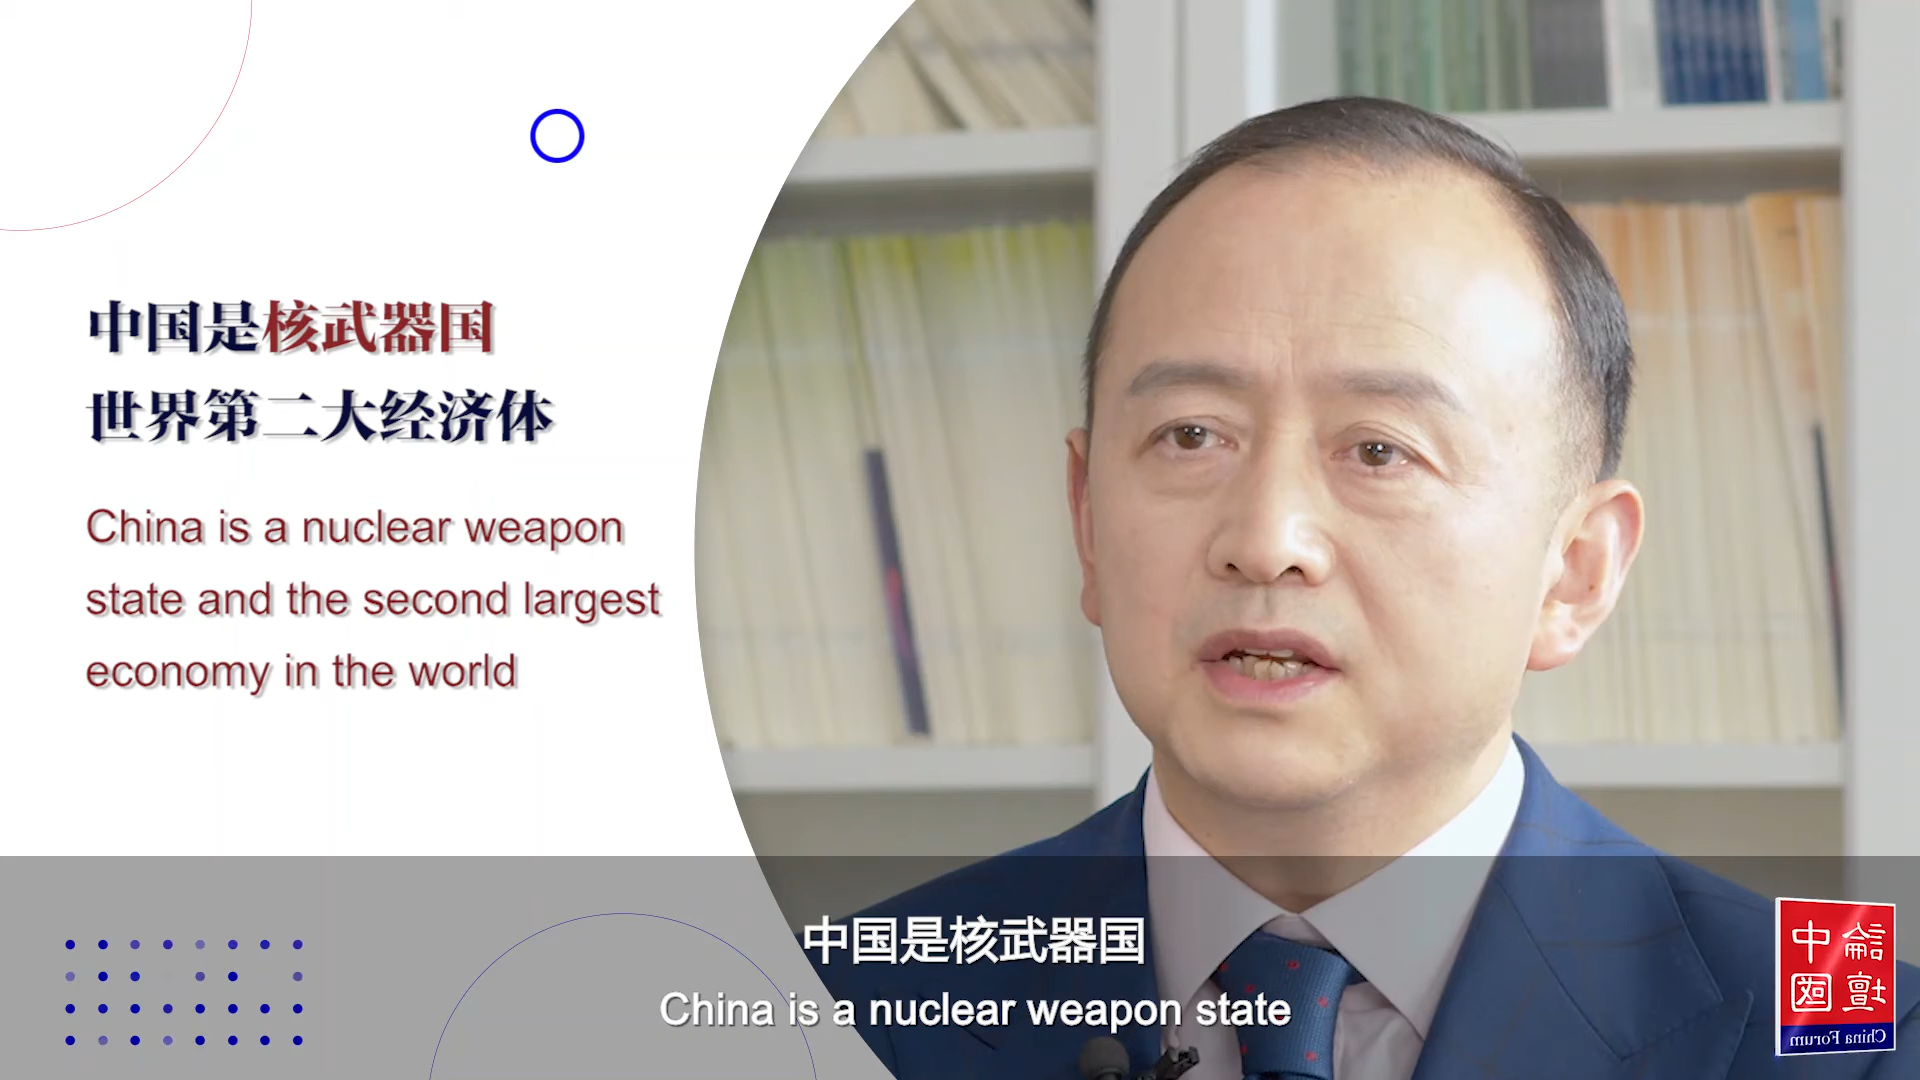 中国是核武器国
世界第二大经济体
China is a nuclear weapon
state and the second largest
economy in the world
中国是核武器国
China is a nuclear weapon state
中國
論壇
China Forum